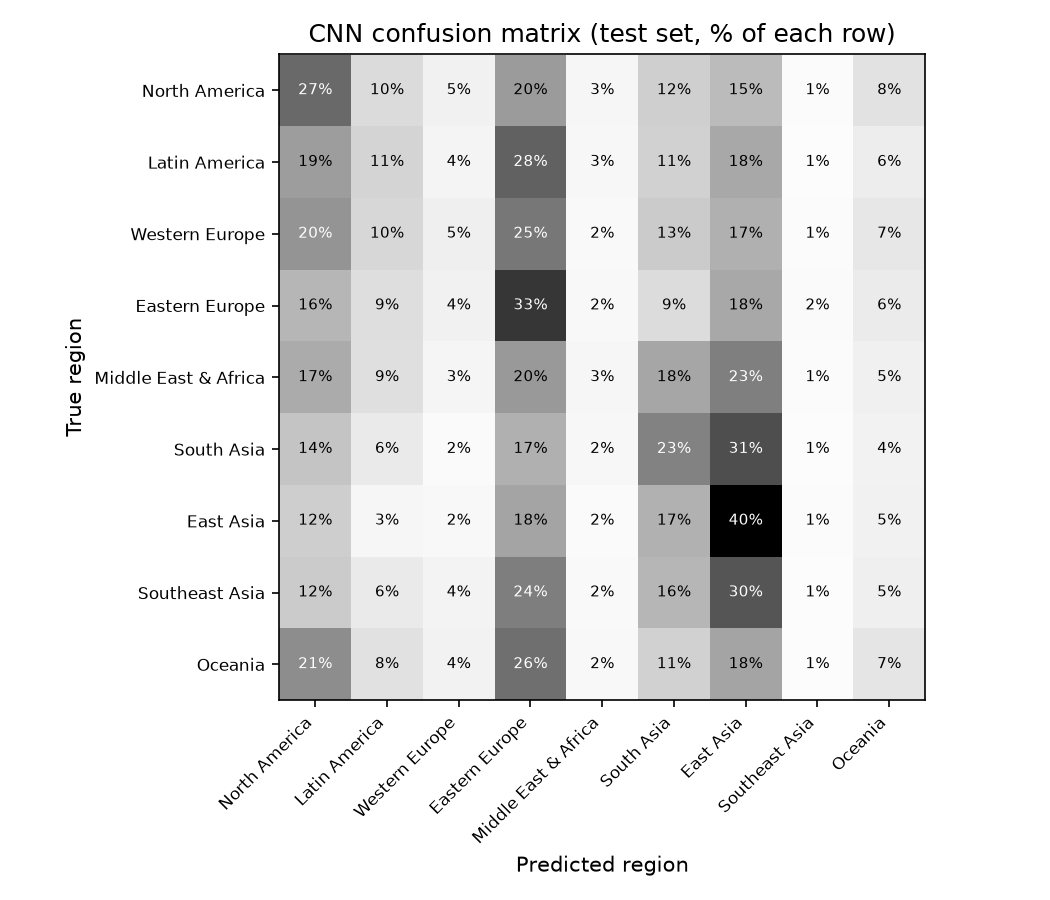 CNN confusion matrix (test set, % of each row)
North America 27% 10% 5% 20% 3% 12% 15% 1% 8%
Latin America 19% 11% 4% 28% 3% 11% 18% 1% 6%
Western Europe 20% 10% 5% 25% 2% 13% 17% 1% 7%
Eastern Europe 16% 9% 4% 33% 2% 9% 18% 2% 6%
Middle East & Africa 17% 9% 3% 20% 3% 18% 23% 1% 5%
South Asia 14% 6% 2% 17% 2% 23% 31% 1% 4%
East Asia 12% 3% 2% 18% 2% 17% 40% 1% 5%
Southeast Asia 12% 6% 4% 24% 2% 16% 30% 1% 5%
Oceania 21% 8% 4% 26% 2% 11% 18% 1% 7%
True region
North America
Latin America
Western Europe
Eastern Europe
Middle East & Africa
South Asia
East Asia
Southeast Asia
Oceania
Predicted region